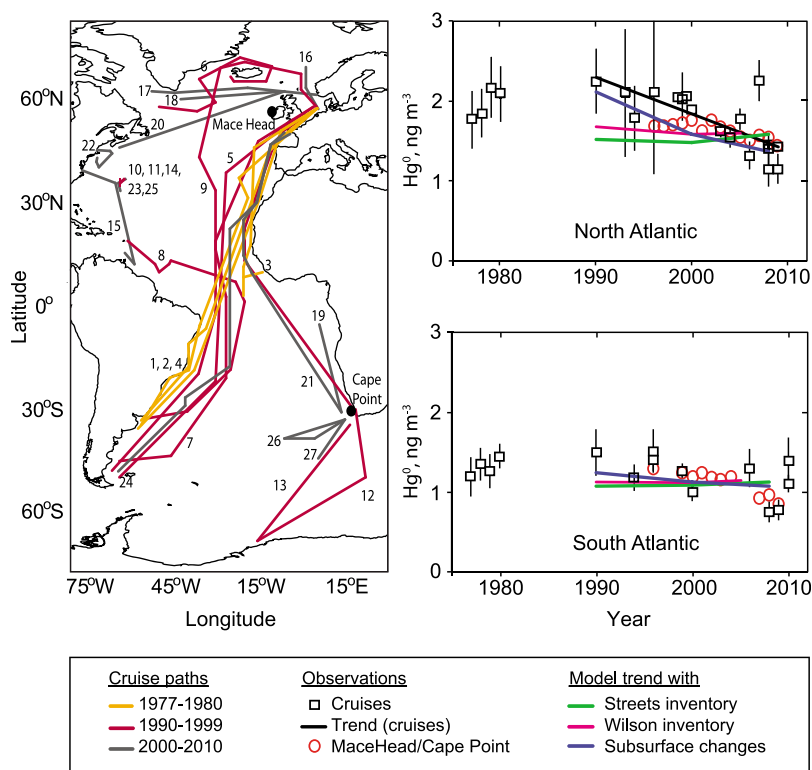 60°N
30°N
0°
30°S
60°S
Latitude
75°W
45°W
15°W
15°E
Longitude
6
16
17
18
Mace Head
20
22
5
10, 11,14,
23,25
9
15
8
3
19
1, 2, 4
21
Cape
Point
7
26
27
24
13
12
3
2
1
0
Hg⁰, ng m⁻³
North Atlantic
1980
1990
2000
2010
3
2
1
0
Hg⁰, ng m⁻³
South Atlantic
1980
1990
2000
2010
Year
Cruise paths
1977-1980
1990-1999
2000-2010
Observations
Cruises
Trend (cruises)
MaceHead/Cape Point
Model trend with
Streets inventory
Wilson inventory
Subsurface changes